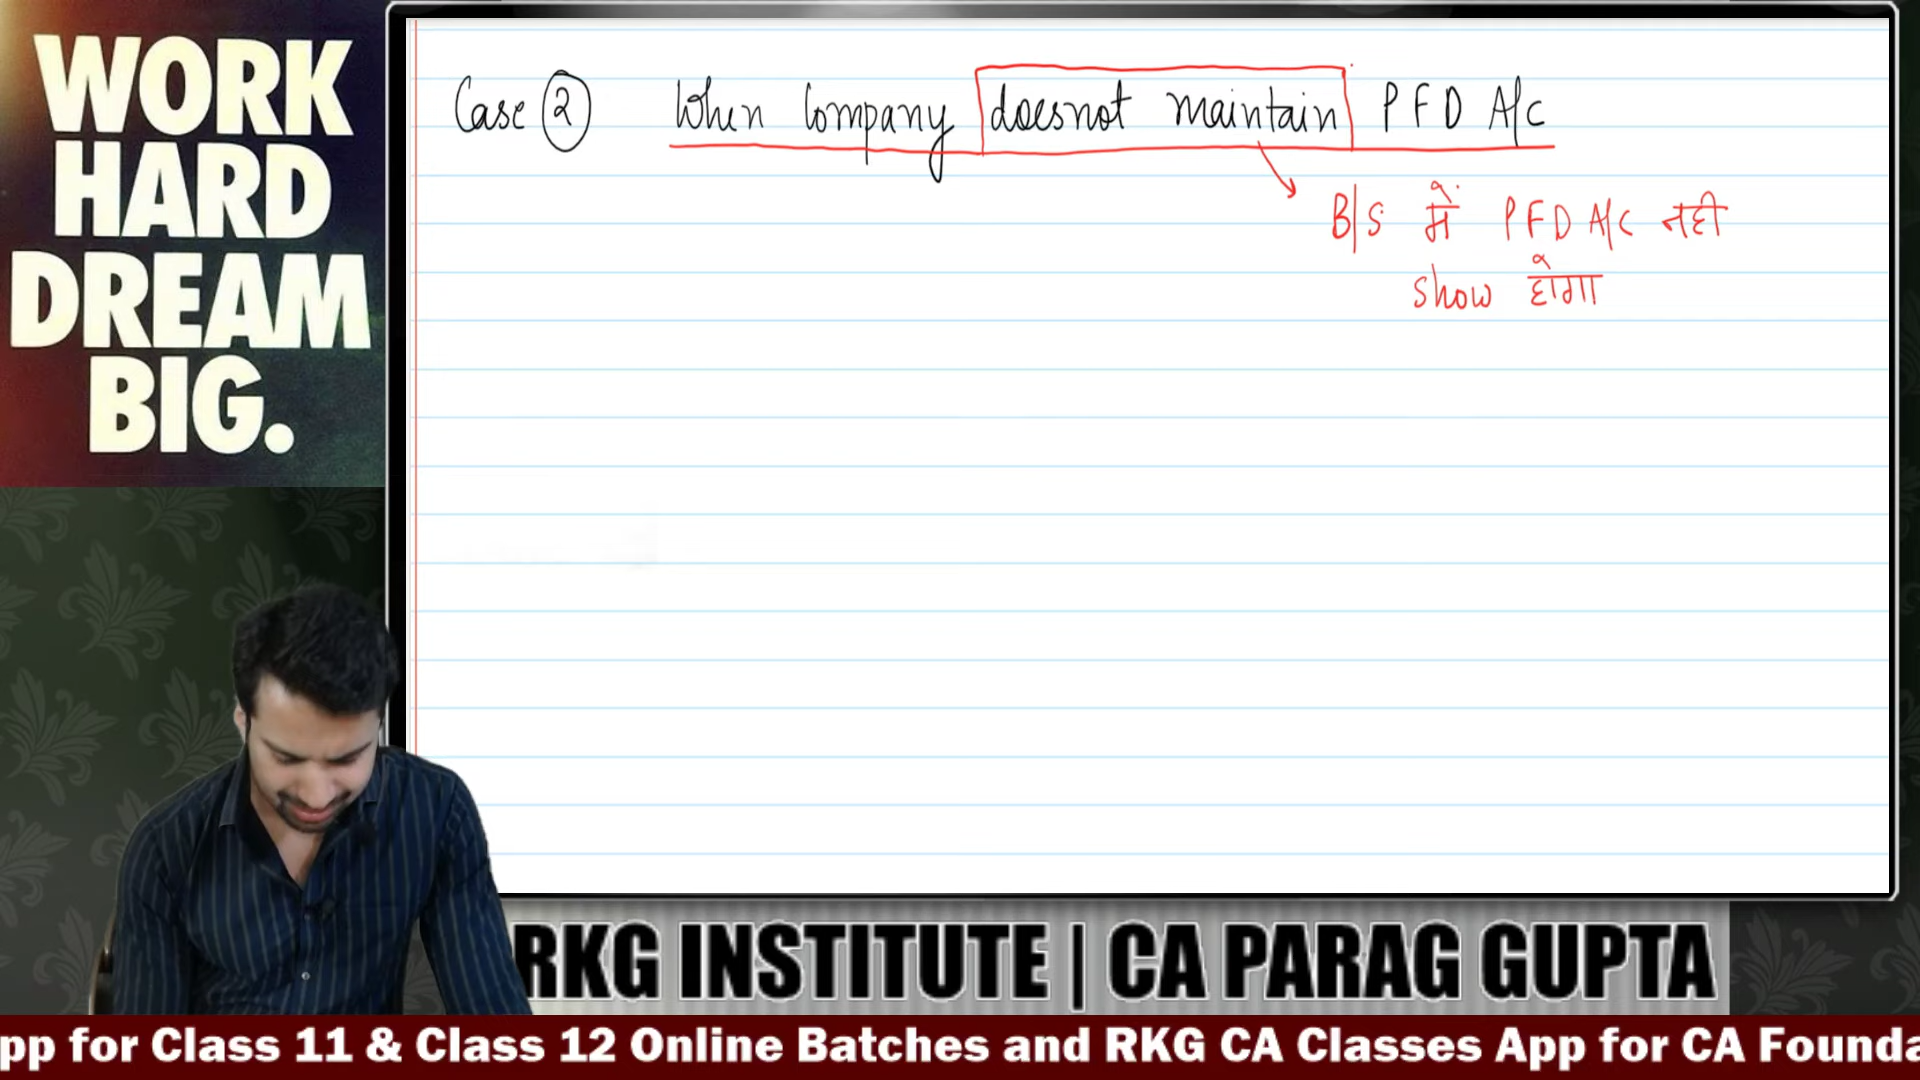 WORK
HARD
DREAM
BIG.
Case ② When Company doesnot maintain PFD A/c
B/S में PFD A/c नही
show होगा
RKG INSTITUTE | CA PARAG GUPTA
pp for Class 11 & Class 12 Online Batches and RKG CA Classes App for CA Founda